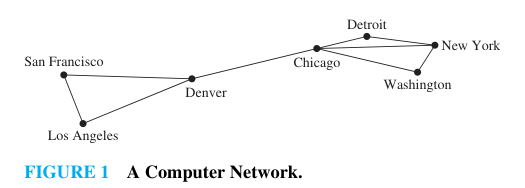 Detroit
New York
Chicago
San Francisco
Washington
Denver
Los Angeles
FIGURE 1 A Computer Network.